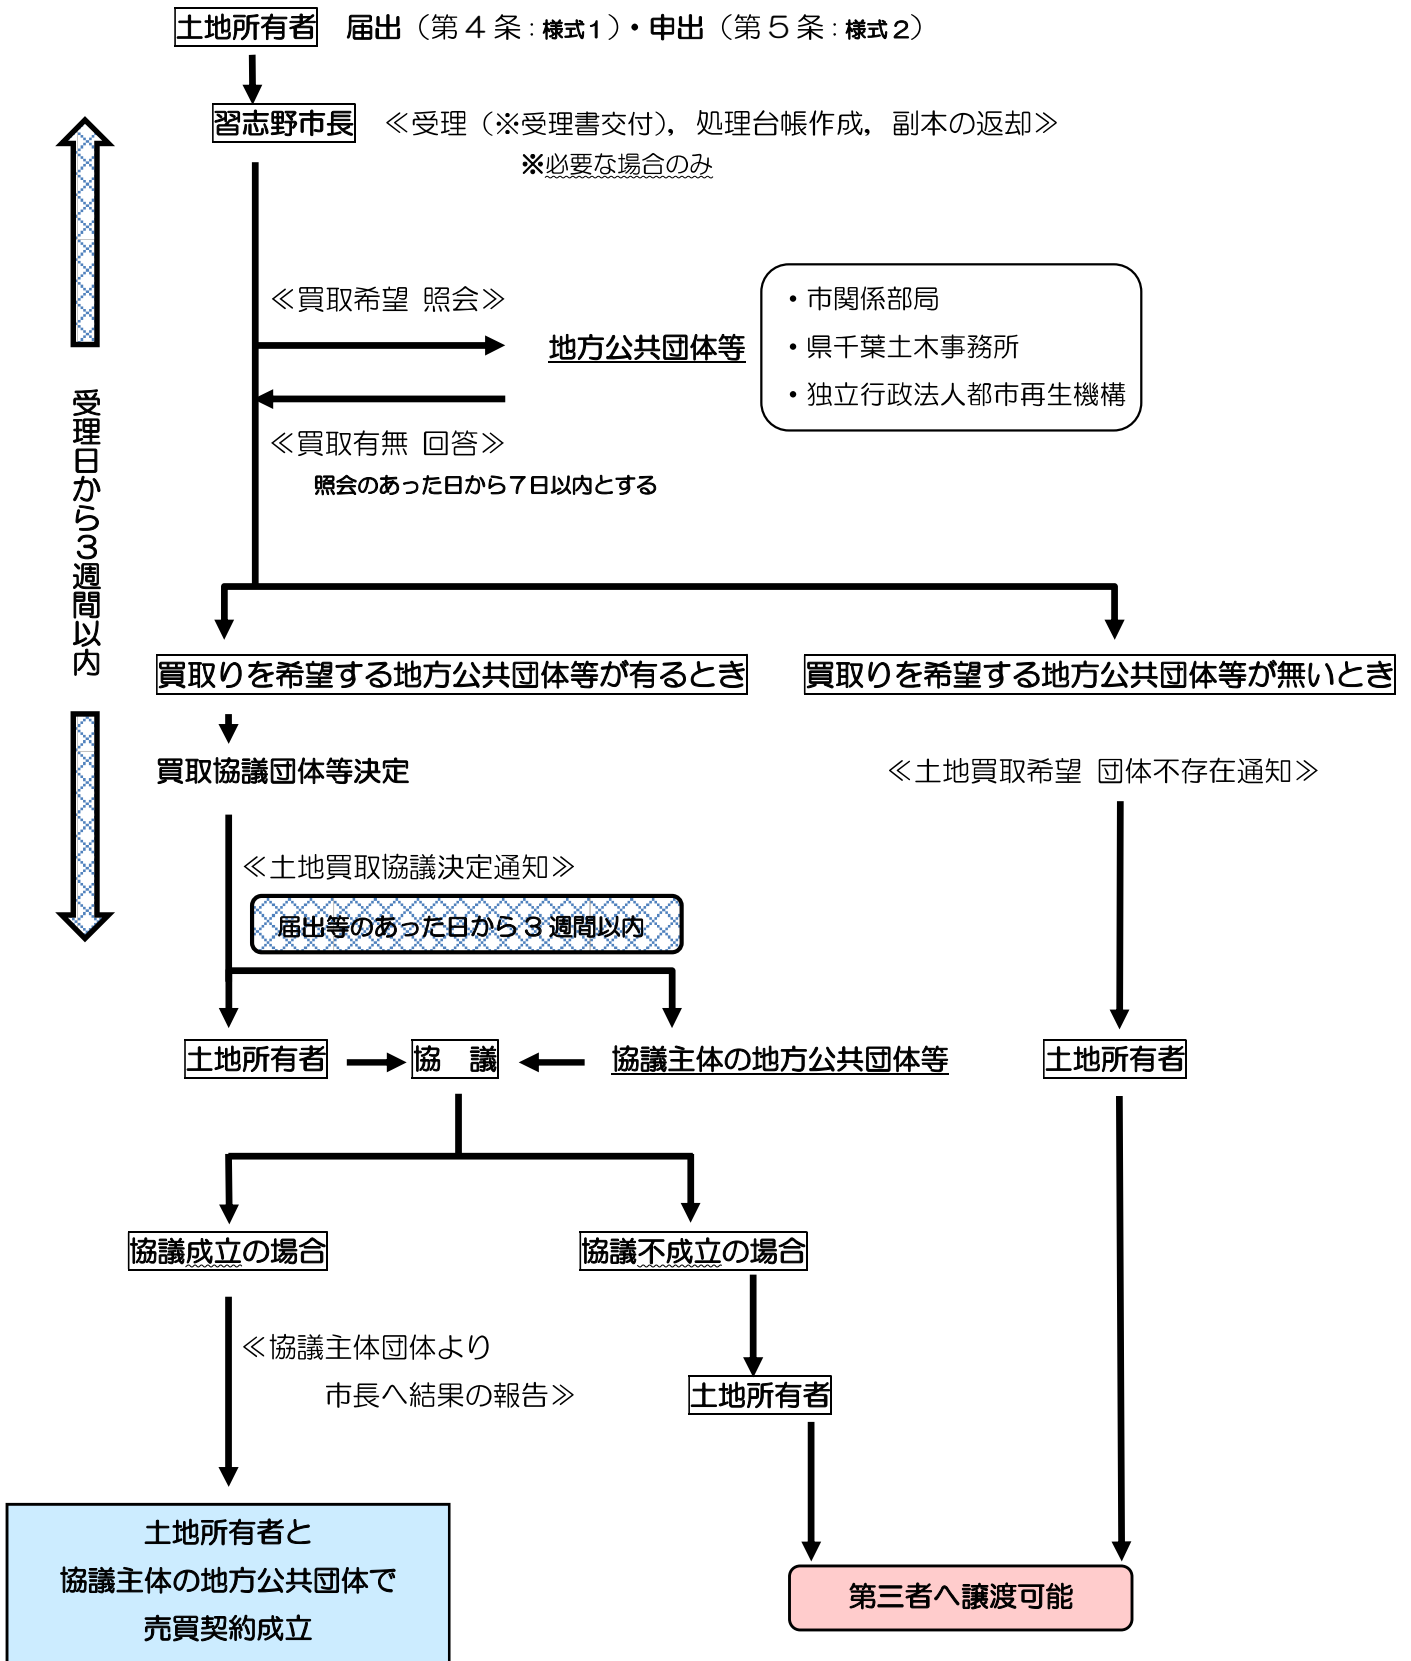 土地所有者　届出（第４条：様式１）・申出（第５条：様式２）
習志野市長　≪受理（※受理書交付），処理台帳作成，副本の返却≫
※必要な場合のみ
≪買取希望 照会≫
地方公共団体等
・市関係部局
・県千葉土木事務所
・独立行政法人都市再生機構
≪買取有無 回答≫
照会のあった日から７日以内とする
受理日から３週間以内
買取りを希望する地方公共団体等が有るとき
買取りを希望する地方公共団体等が無いとき
買取協議団体等決定
≪土地買取希望 団体不存在通知≫
≪土地買取協議決定通知≫
届出等のあった日から３週間以内
土地所有者
協　議
協議主体の地方公共団体等
土地所有者
協議成立の場合
協議不成立の場合
≪協議主体団体より
市長へ結果の報告≫
土地所有者
土地所有者と
協議主体の地方公共団体で
売買契約成立
第三者へ譲渡可能